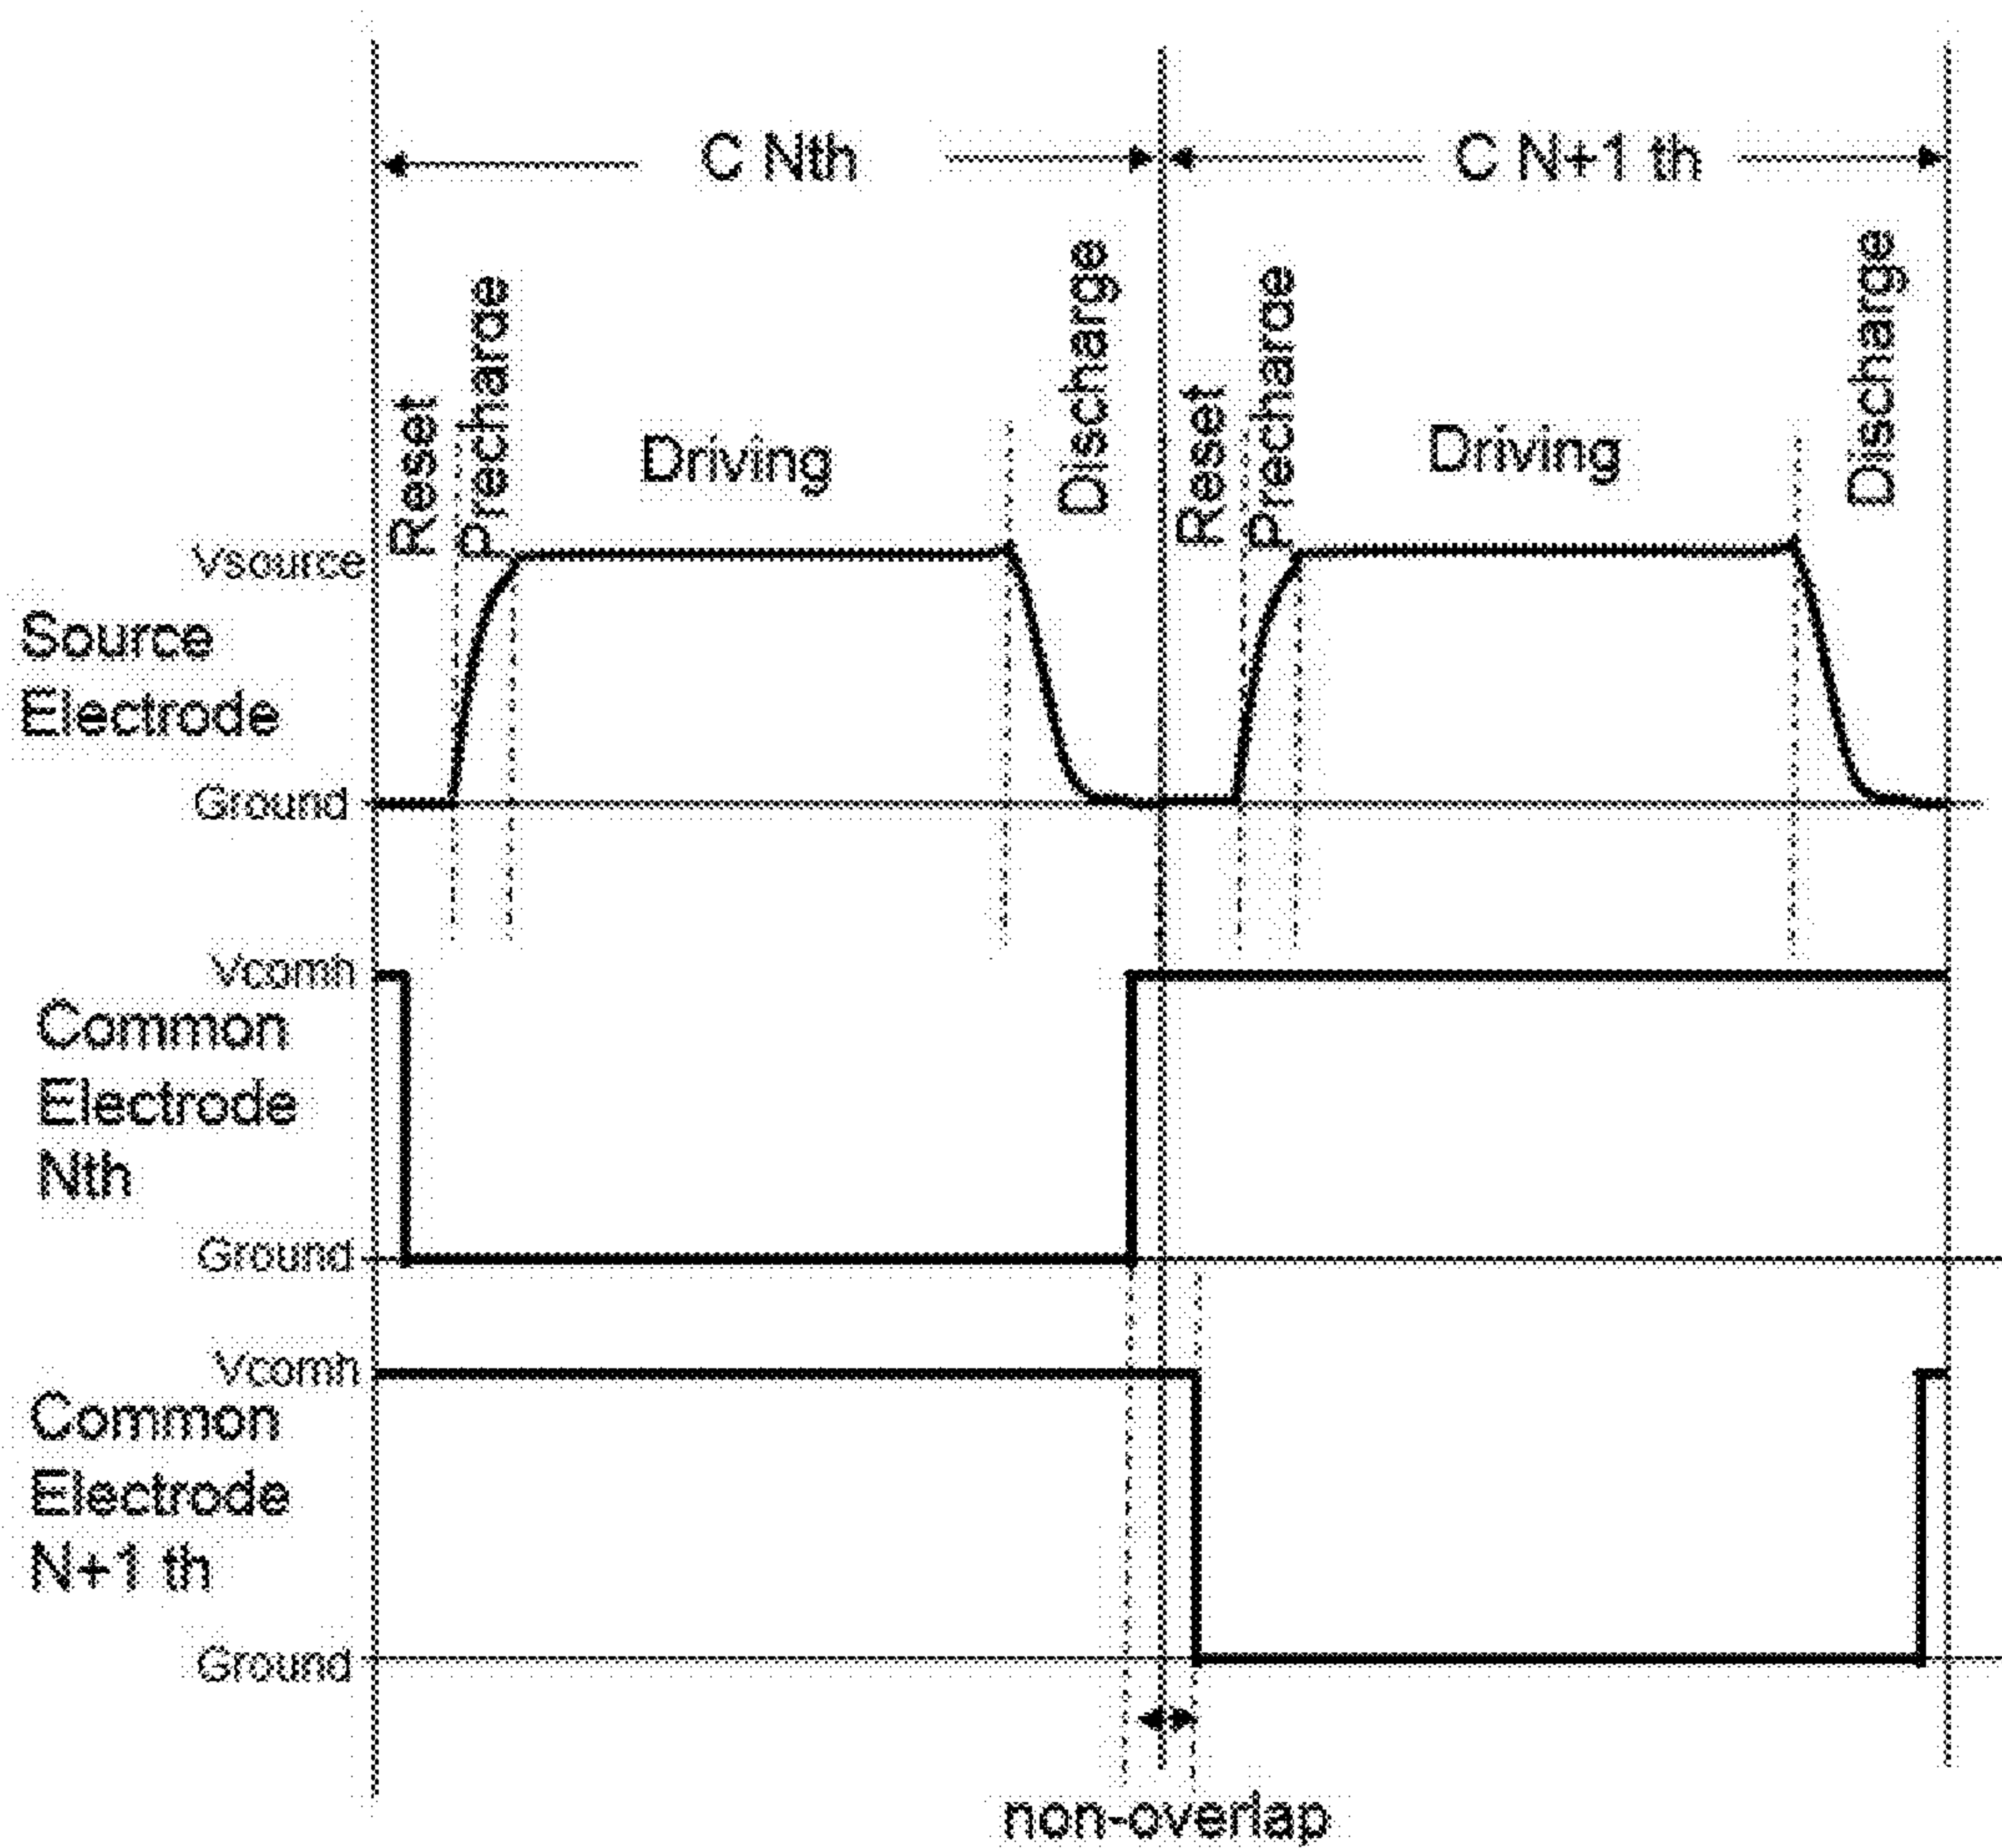 C Nth
C N+1 th
Reset
Precharge
Driving
Discharge
Reset
Precharge
Driving
Discharge
Vsource
Source
Electrode
Ground
Vcomh
Common
Electrode
Nth
Ground
Vcomh
Common
Electrode
N+1 th
Ground
non-overlap